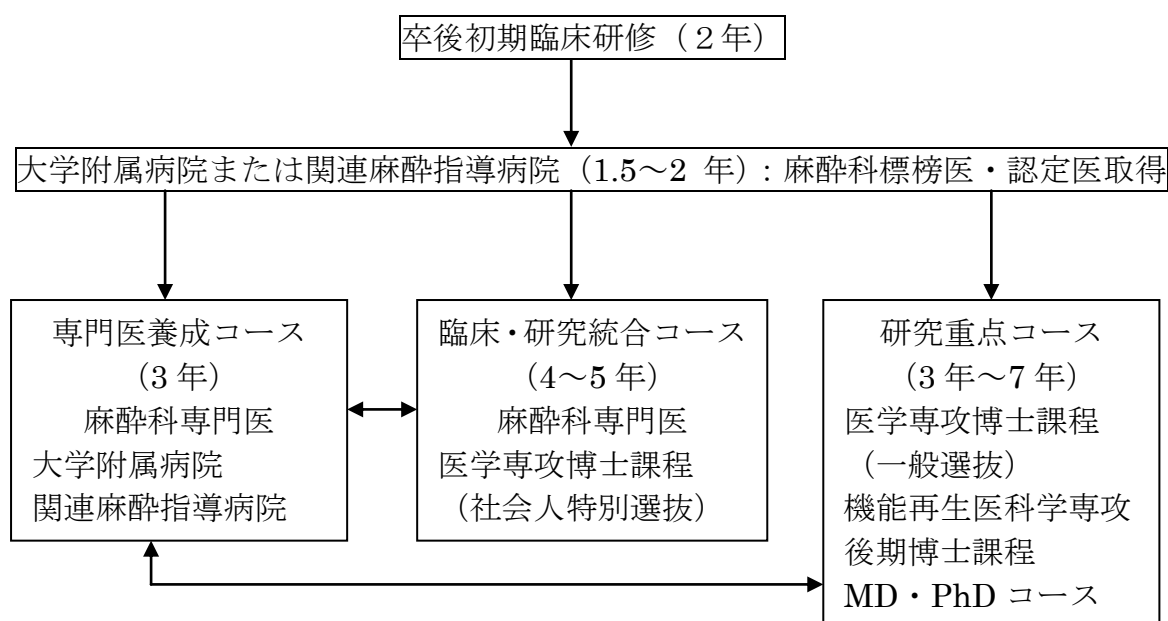 卒後初期臨床研修（２年）
大学附属病院または関連麻酔指導病院（1.5～2 年）：麻酔科標榜医・認定医取得
専門医養成コース
（3 年）
麻酔科専門医
大学附属病院
関連麻酔指導病院
臨床・研究統合コース
（4～5 年）
麻酔科専門医
医学専攻博士課程
（社会人特別選抜）
研究重点コース
（3 年～7 年）
医学専攻博士課程
（一般選抜）
機能再生医科学専攻
後期博士課程
MD・PhD コース